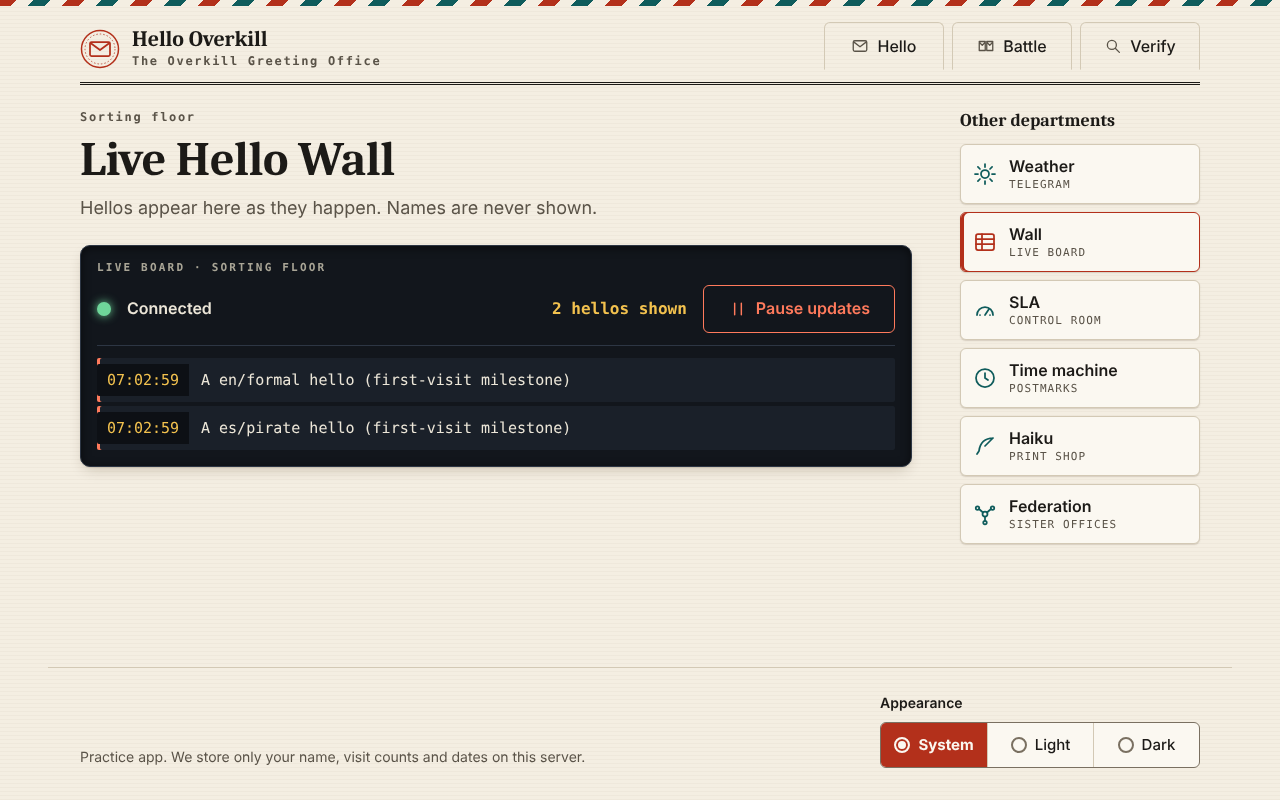 Hello Overkill
The Overkill Greeting Office
Hello
Battle
Verify
Sorting floor
Live Hello Wall
Hellos appear here as they happen. Names are never shown.
LIVE BOARD · SORTING FLOOR
Connected
2 hellos shown
Pause updates
07:02:59 A en/formal hello (first-visit milestone)
07:02:59 A es/pirate hello (first-visit milestone)
Other departments
Weather
TELEGRAM
Wall
LIVE BOARD
SLA
CONTROL ROOM
Time machine
POSTMARKS
Haiku
PRINT SHOP
Federation
SISTER OFFICES
Practice app. We store only your name, visit counts and dates on this server.
Appearance
System
Light
Dark